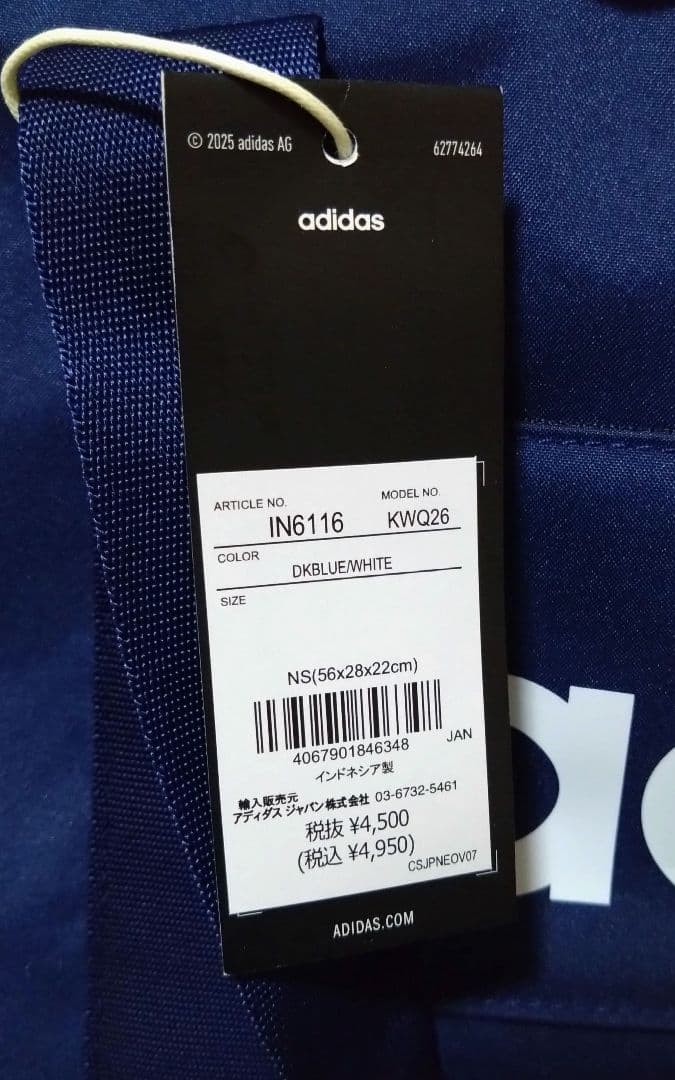 © 2025 adidas AG
62774264
adidas
ARTICLE NO.
MODEL NO.
IN6116
KWQ26
COLOR
DKBLUE/WHITE
SIZE
NS(56x28x22cm)
4067901846348
JAN
インドネシア製
輸入販売元
アディダス ジャパン株式会社 03-6732-5461
税抜 ¥4,500
(税込 ¥4,950)
CSJPNEOV07
ADIDAS.COM